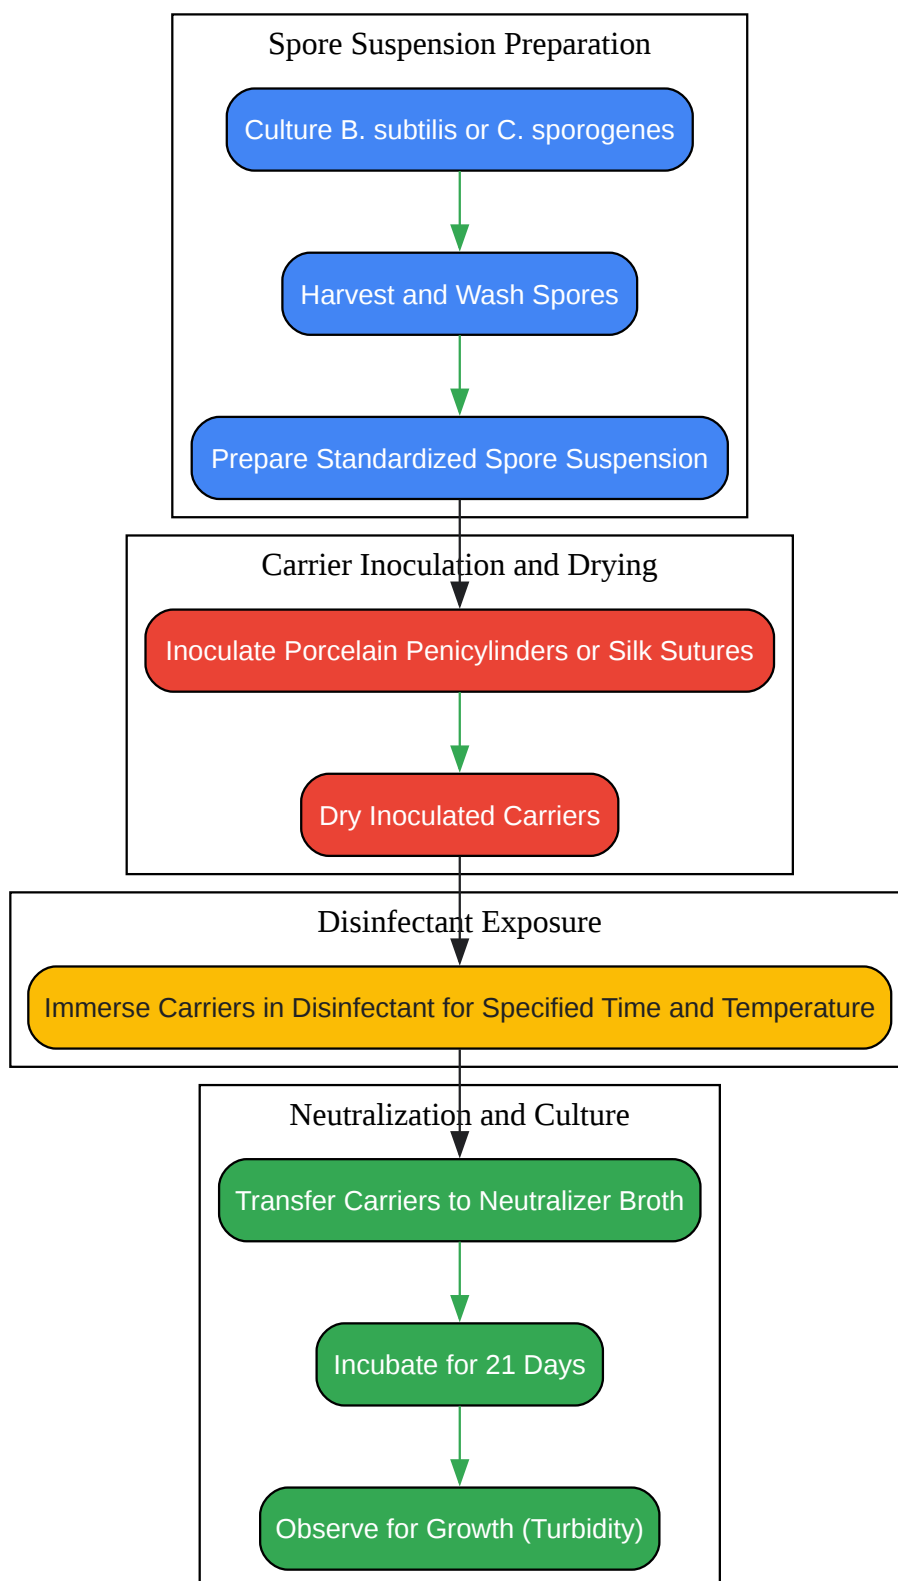 Spore Suspension Preparation
Culture B. subtilis or C. sporogenes
Harvest and Wash Spores
Prepare Standardized Spore Suspension
Carrier Inoculation and Drying
Inoculate Porcelain Penicylinders or Silk Sutures
Dry Inoculated Carriers
Disinfectant Exposure
Immerse Carriers in Disinfectant for Specified Time and Temperature
Neutralization and Culture
Transfer Carriers to Neutralizer Broth
Incubate for 21 Days
Observe for Growth (Turbidity)